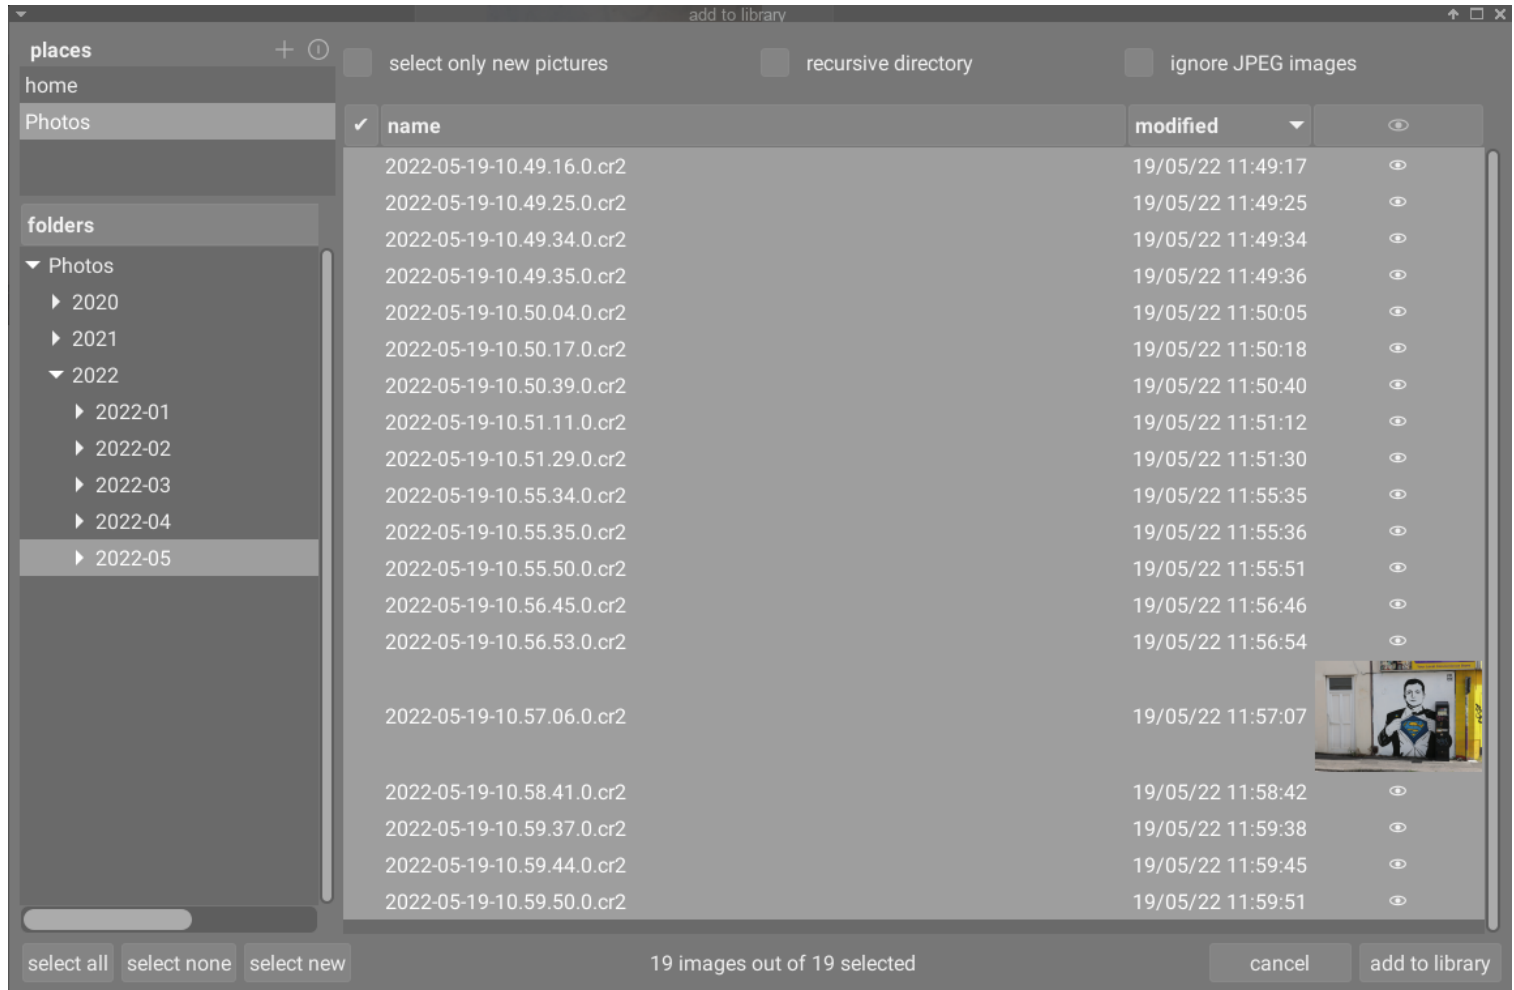 add to library
places
home
Photos
folders
Photos
2020
2021
2022
2022-01
2022-02
2022-03
2022-04
2022-05
select only new pictures recursive directory ignore JPEG images
name modified
2022-05-19-10.49.16.0.cr2 19/05/22 11:49:17
2022-05-19-10.49.25.0.cr2 19/05/22 11:49:25
2022-05-19-10.49.34.0.cr2 19/05/22 11:49:34
2022-05-19-10.49.35.0.cr2 19/05/22 11:49:36
2022-05-19-10.50.04.0.cr2 19/05/22 11:50:05
2022-05-19-10.50.17.0.cr2 19/05/22 11:50:18
2022-05-19-10.50.39.0.cr2 19/05/22 11:50:40
2022-05-19-10.51.11.0.cr2 19/05/22 11:51:12
2022-05-19-10.51.29.0.cr2 19/05/22 11:51:30
2022-05-19-10.55.34.0.cr2 19/05/22 11:55:35
2022-05-19-10.55.35.0.cr2 19/05/22 11:55:36
2022-05-19-10.55.50.0.cr2 19/05/22 11:55:51
2022-05-19-10.56.45.0.cr2 19/05/22 11:56:46
2022-05-19-10.56.53.0.cr2 19/05/22 11:56:54
2022-05-19-10.57.06.0.cr2 19/05/22 11:57:07
2022-05-19-10.58.41.0.cr2 19/05/22 11:58:42
2022-05-19-10.59.37.0.cr2 19/05/22 11:59:38
2022-05-19-10.59.44.0.cr2 19/05/22 11:59:45
2022-05-19-10.59.50.0.cr2 19/05/22 11:59:51
select all select none select new 19 images out of 19 selected cancel add to library